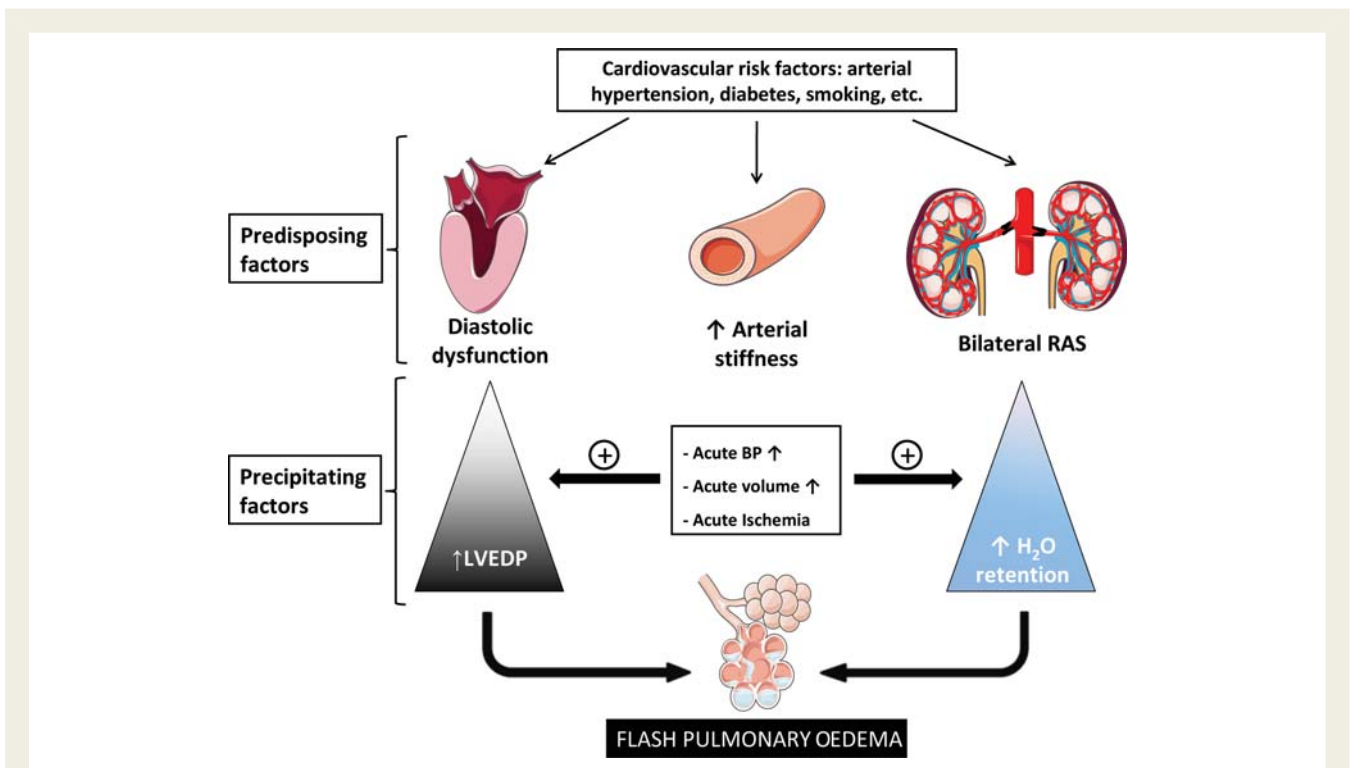 Cardiovascular risk factors: arterial
hypertension, diabetes, smoking, etc.
Predisposing
factors
Diastolic
dysfunction
↑ Arterial
stiffness
Bilateral RAS
Precipitating
factors
↑LVEDP
+
- Acute BP ↑
- Acute volume ↑
- Acute Ischemia
+
↑ H₂O
retention
FLASH PULMONARY OEDEMA